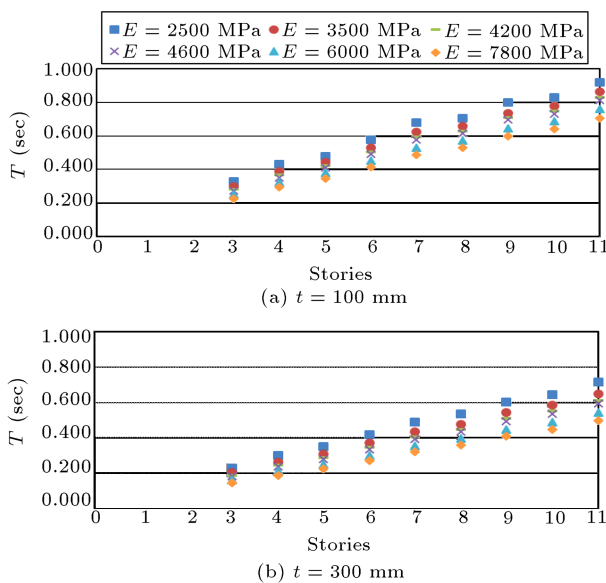 E = 2500 MPa E = 3500 MPa E = 4200 MPa
E = 4600 MPa E = 6000 MPa E = 7800 MPa
1.000
0.800
0.600
0.400
0.200
0.000
T (sec)
0 1 2 3 4 5 6 7 8 9 10 11
Stories
(a) t = 100 mm
1.000
0.800
0.600
0.400
0.200
0.000
T (sec)
0 1 2 3 4 5 6 7 8 9 10 11
Stories
(b) t = 300 mm